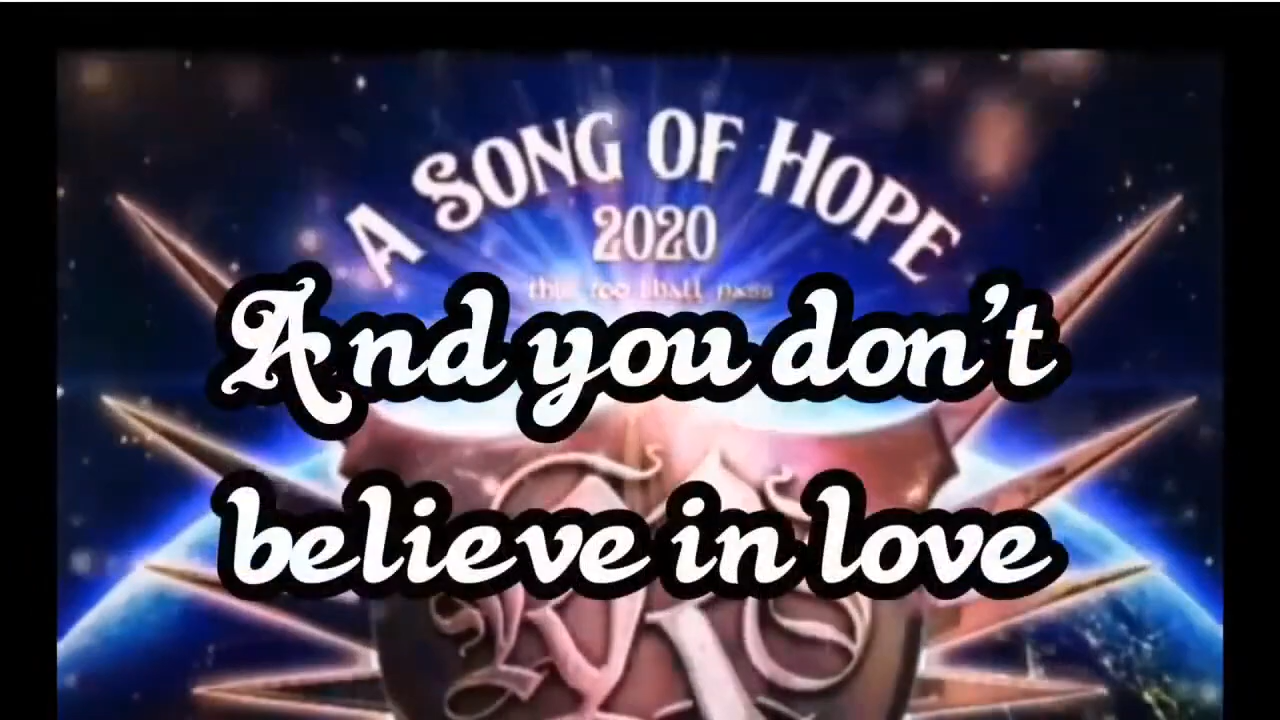 A SONG OF HOPE
2020
this too shall pass
And you don't
believe in love